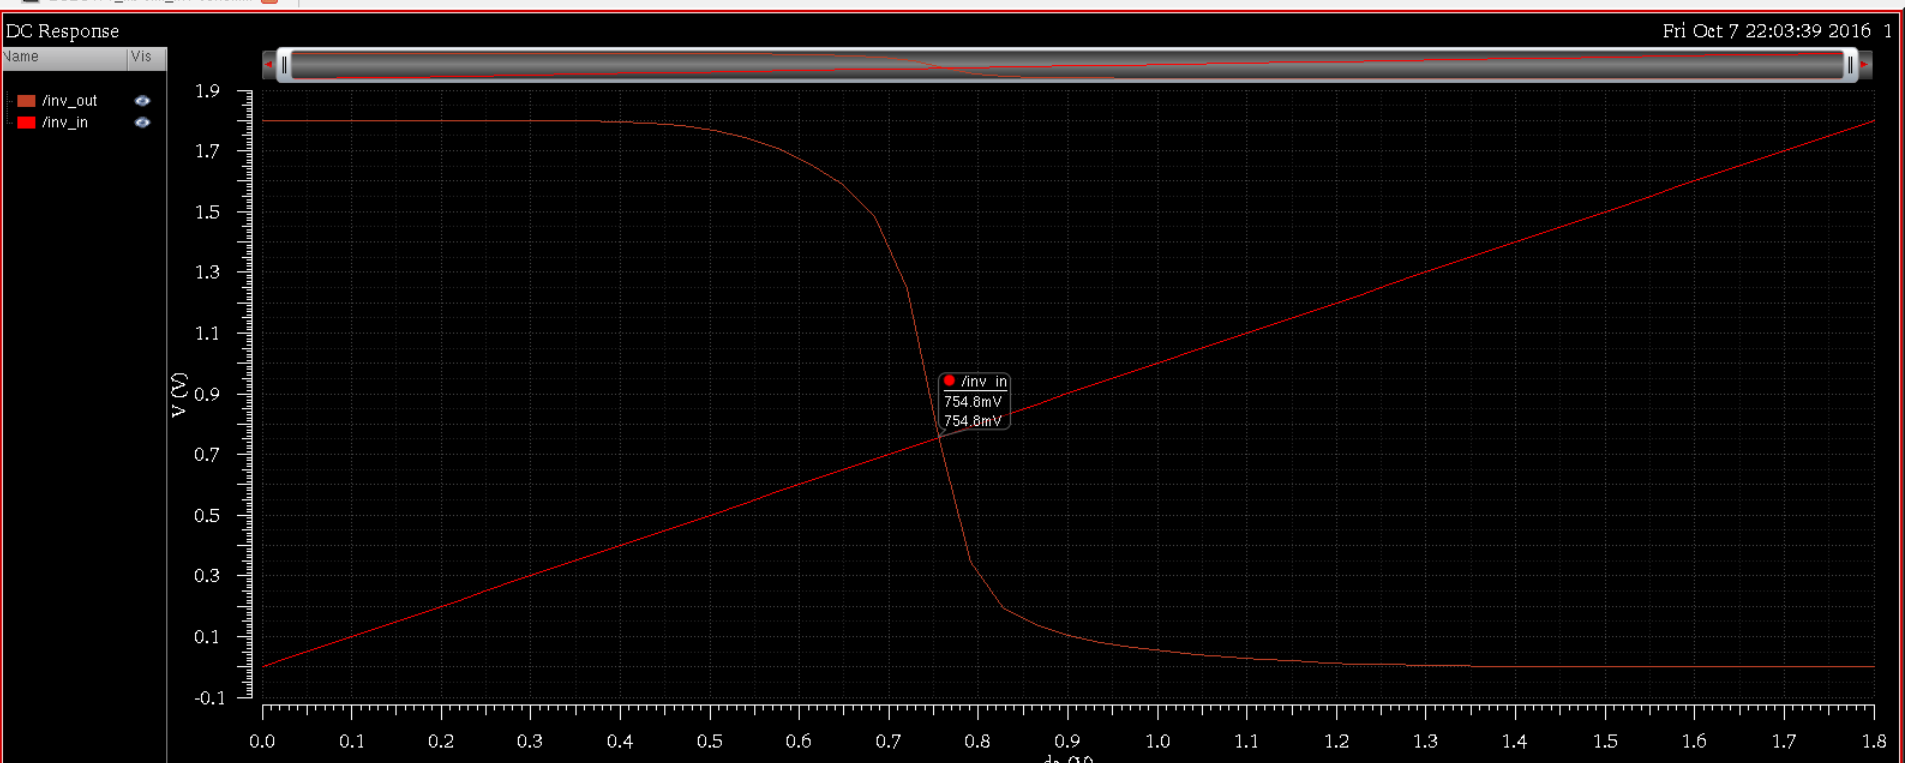 DC Response
Fri Oct 7 22:03:39 2016 1
Name Vis
/inv_out
/inv_in
1.9
1.7
1.5
1.3
1.1
0.9
0.7
0.5
0.3
0.1
-0.1
V (V)
/inv in
754.8mV
754.8mV
0.0 0.1 0.2 0.3 0.4 0.5 0.6 0.7 0.8 0.9 1.0 1.1 1.2 1.3 1.4 1.5 1.6 1.7 1.8